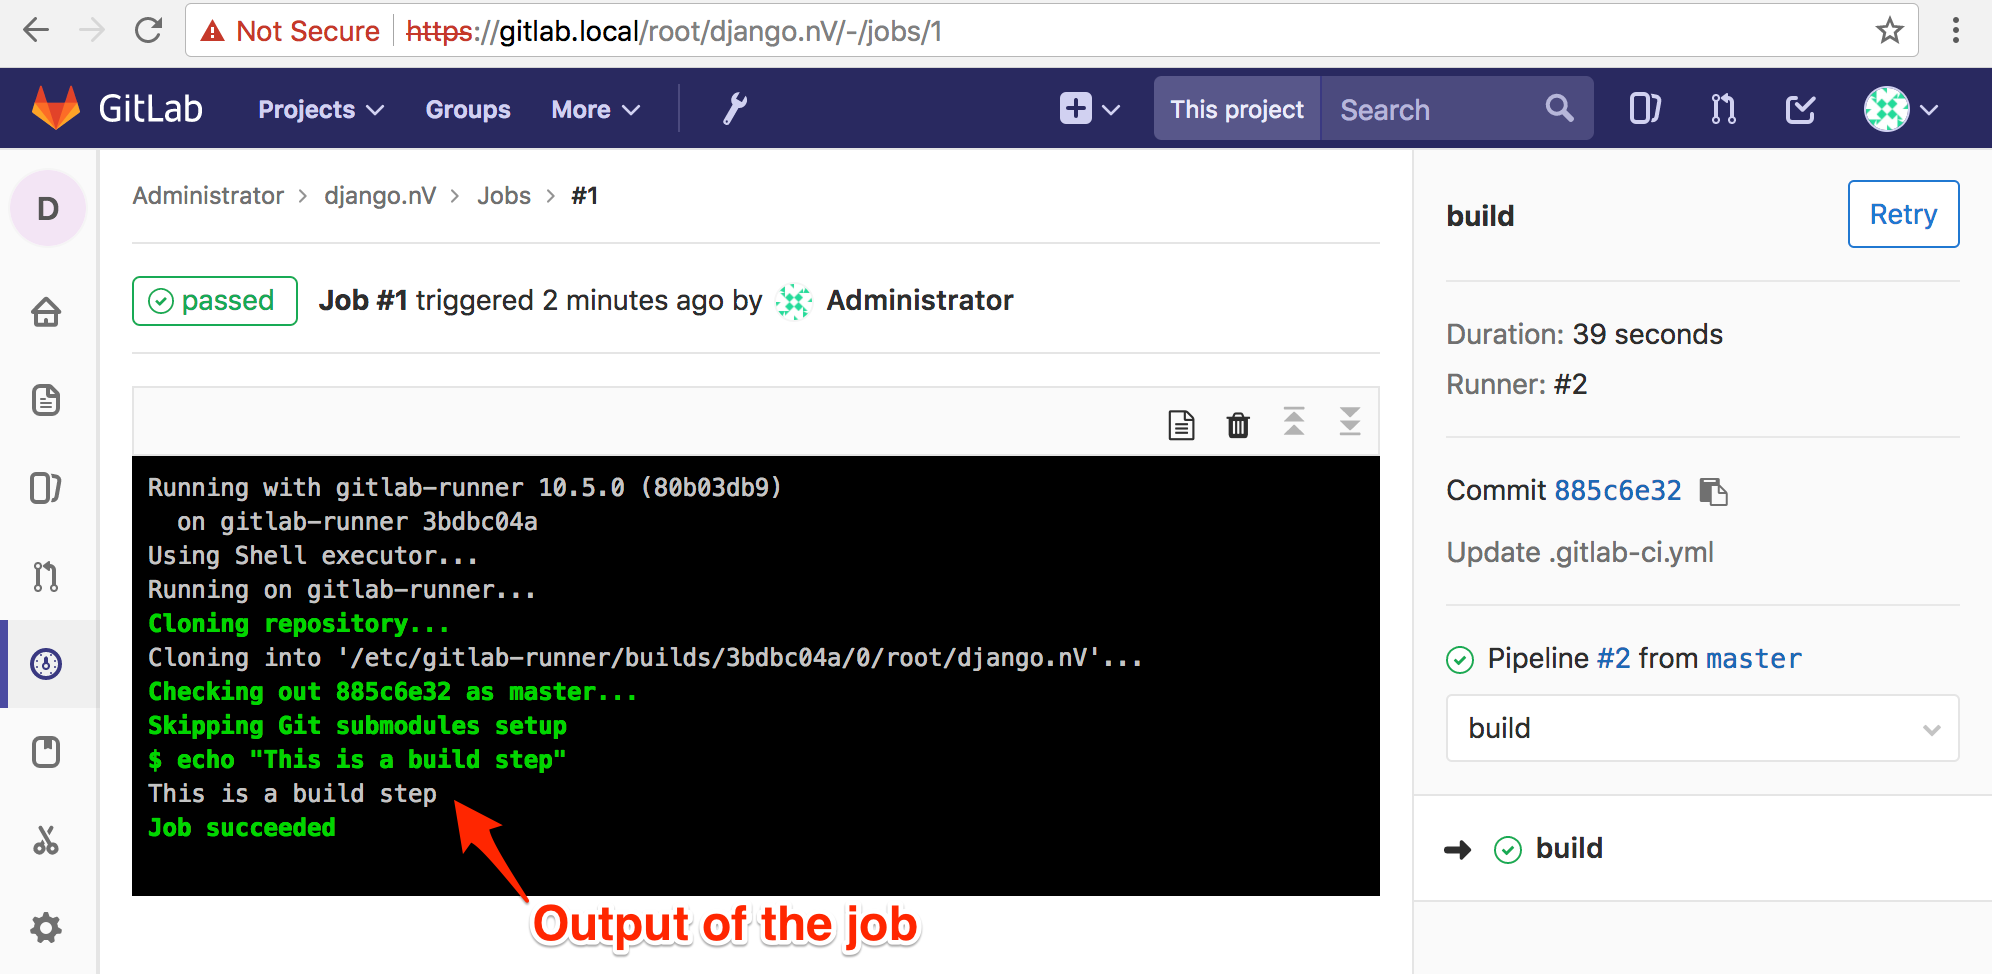 Not Secure https://gitlab.local/root/django.nV/-/jobs/1
GitLab Projects Groups More This project Search
D
Administrator > django.nV > Jobs > #1
passed Job #1 triggered 2 minutes ago by Administrator
Running with gitlab-runner 10.5.0 (80b03db9)
on gitlab-runner 3bdbc04a
Using Shell executor...
Running on gitlab-runner...
Cloning repository...
Cloning into '/etc/gitlab-runner/builds/3bdbc04a/0/root/django.nV'...
Checking out 885c6e32 as master...
Skipping Git submodules setup
$ echo "This is a build step"
This is a build step
Job succeeded
Output of the job
build Retry
Duration: 39 seconds
Runner: #2
Commit 885c6e32
Update .gitlab-ci.yml
Pipeline #2 from master
build
build